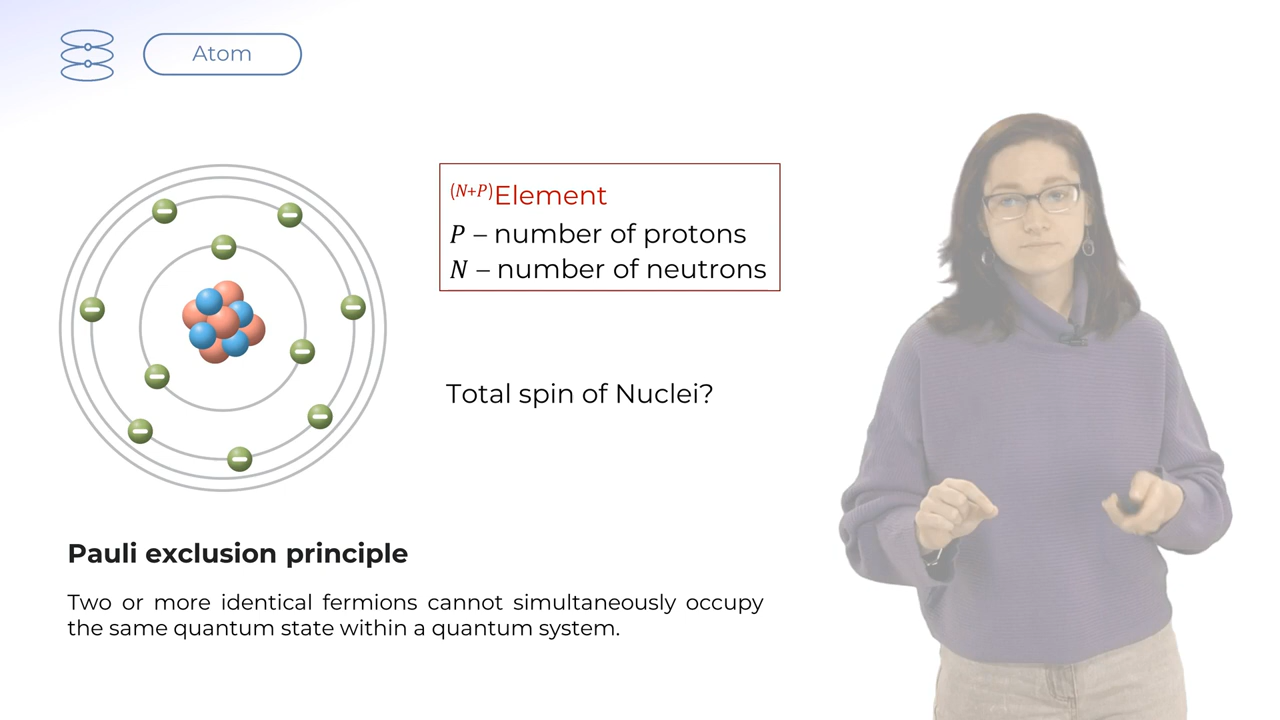 Atom
(N+P)Element
P – number of protons
N – number of neutrons
Total spin of Nuclei?
Pauli exclusion principle
Two or more identical fermions cannot simultaneously occupy
the same quantum state within a quantum system.